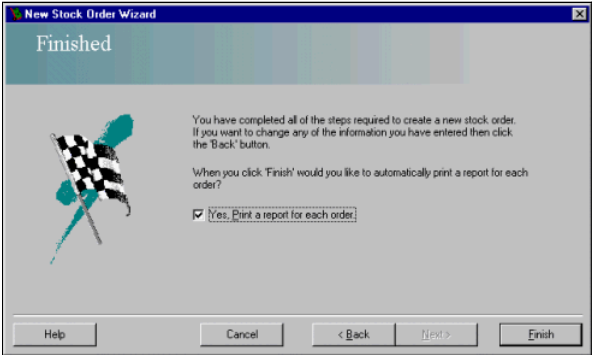 New Stock Order Wizard
Finished
You have completed all of the steps required to create a new stock order.
If you want to change any of the information you have entered then click
the 'Back' button.
When you click 'Finish' would you like to automatically print a report for each
order?
Yes, Print a report for each order.
Help
Cancel
< Back
Next >
Finish